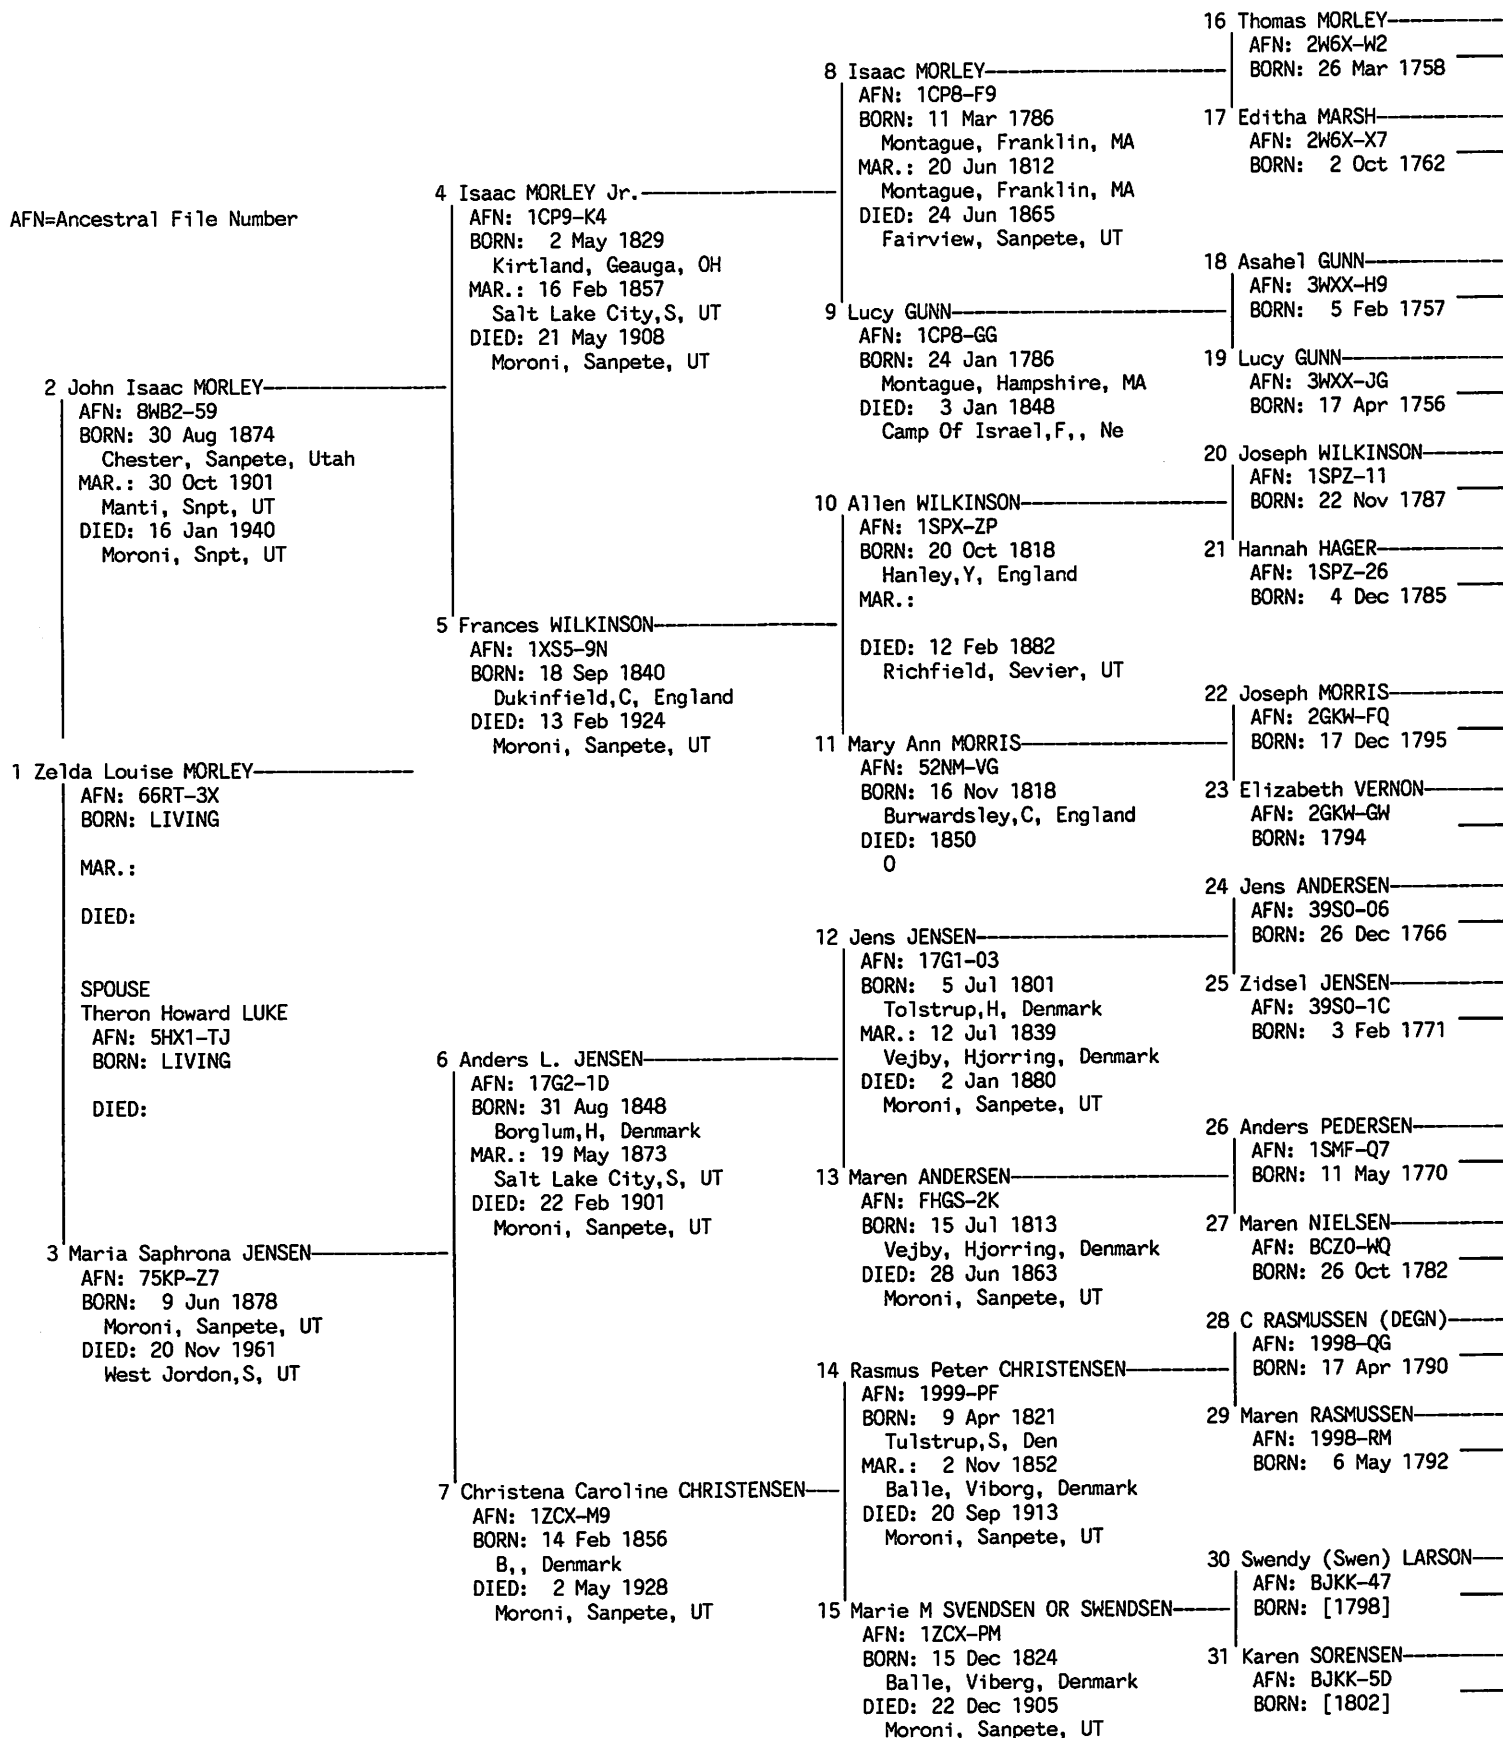 AFN=Ancestral File Number
1 Zelda Louise MORLEY
AFN: 66RT-3X
BORN: LIVING
MAR.:
DIED:
SPOUSE
Theron Howard LUKE
AFN: 5HX1-TJ
BORN: LIVING
DIED:
2 John Isaac MORLEY
AFN: 8WB2-59
BORN: 30 Aug 1874
Chester, Sanpete, Utah
MAR.: 30 Oct 1901
Manti, Snpt, UT
DIED: 16 Jan 1940
Moroni, Snpt, UT
3 Maria Saphrona JENSEN
AFN: 75KP-Z7
BORN: 9 Jun 1878
Moroni, Sanpete, UT
DIED: 20 Nov 1961
West Jordon,S, UT
4 Isaac MORLEY Jr.
AFN: 1CP9-K4
BORN: 2 May 1829
Kirtland, Geauga, OH
MAR.: 16 Feb 1857
Salt Lake City,S, UT
DIED: 21 May 1908
Moroni, Sanpete, UT
5 Frances WILKINSON
AFN: 1XS5-9N
BORN: 18 Sep 1840
Dukinfield,C, England
DIED: 13 Feb 1924
Moroni, Sanpete, UT
6 Anders L. JENSEN
AFN: 17G2-1D
BORN: 31 Aug 1848
Borglum,H, Denmark
MAR.: 19 May 1873
Salt Lake City,S, UT
DIED: 22 Feb 1901
Moroni, Sanpete, UT
7 Christena Caroline CHRISTENSEN
AFN: 1ZCX-M9
BORN: 14 Feb 1856
B,, Denmark
DIED: 2 May 1928
Moroni, Sanpete, UT
8 Isaac MORLEY
AFN: 1CP8-F9
BORN: 11 Mar 1786
Montague, Franklin, MA
MAR.: 20 Jun 1812
Montague, Franklin, MA
DIED: 24 Jun 1865
Fairview, Sanpete, UT
9 Lucy GUNN
AFN: 1CP8-GG
BORN: 24 Jan 1786
Montague, Hampshire, MA
DIED: 3 Jan 1848
Camp Of Israel,F,, Ne
10 Allen WILKINSON
AFN: 1SPX-ZP
BORN: 20 Oct 1818
Hanley,Y, England
MAR.:
DIED: 12 Feb 1882
Richfield, Sevier, UT
11 Mary Ann MORRIS
AFN: 52NM-VG
BORN: 16 Nov 1818
Burwardsley,C, England
DIED: 1850
O
12 Jens JENSEN
AFN: 17G1-03
BORN: 5 Jul 1801
Tolstrup,H, Denmark
MAR.: 12 Jul 1839
Vejby, Hjorring, Denmark
DIED: 2 Jan 1880
Moroni, Sanpete, UT
13 Maren ANDERSEN
AFN: FHGS-2K
BORN: 15 Jul 1813
Vejby, Hjorring, Denmark
DIED: 28 Jun 1863
Moroni, Sanpete, UT
14 Rasmus Peter CHRISTENSEN
AFN: 1999-PF
BORN: 9 Apr 1821
Tulstrup,S, Den
MAR.: 2 Nov 1852
Balle, Viborg, Denmark
DIED: 20 Sep 1913
Moroni, Sanpete, UT
15 Marie M SVENDSEN OR SWENDSEN
AFN: 1ZCX-PM
BORN: 15 Dec 1824
Balle, Viberg, Denmark
DIED: 22 Dec 1905
Moroni, Sanpete, UT
16 Thomas MORLEY
AFN: 2W6X-W2
BORN: 26 Mar 1758
17 Editha MARSH
AFN: 2W6X-X7
BORN: 2 Oct 1762
18 Asahel GUNN
AFN: 3WXX-H9
BORN: 5 Feb 1757
19 Lucy GUNN
AFN: 3WXX-JG
BORN: 17 Apr 1756
20 Joseph WILKINSON
AFN: 1SPZ-11
BORN: 22 Nov 1787
21 Hannah HAGER
AFN: 1SPZ-26
BORN: 4 Dec 1785
22 Joseph MORRIS
AFN: 2GKW-FQ
BORN: 17 Dec 1795
23 Elizabeth VERNON
AFN: 2GKW-GW
BORN: 1794
24 Jens ANDERSEN
AFN: 39S0-06
BORN: 26 Dec 1766
25 Zidsel JENSEN
AFN: 39S0-1C
BORN: 3 Feb 1771
26 Anders PEDERSEN
AFN: 1SMF-Q7
BORN: 11 May 1770
27 Maren NIELSEN
AFN: BCZ0-WQ
BORN: 26 Oct 1782
28 C RASMUSSEN (DEGN)
AFN: 1998-QG
BORN: 17 Apr 1790
29 Maren RASMUSSEN
AFN: 1998-RM
BORN: 6 May 1792
30 Swendy (Swen) LARSON
AFN: BJKK-47
BORN: [1798]
31 Karen SORENSEN
AFN: BJKK-5D
BORN: [1802]